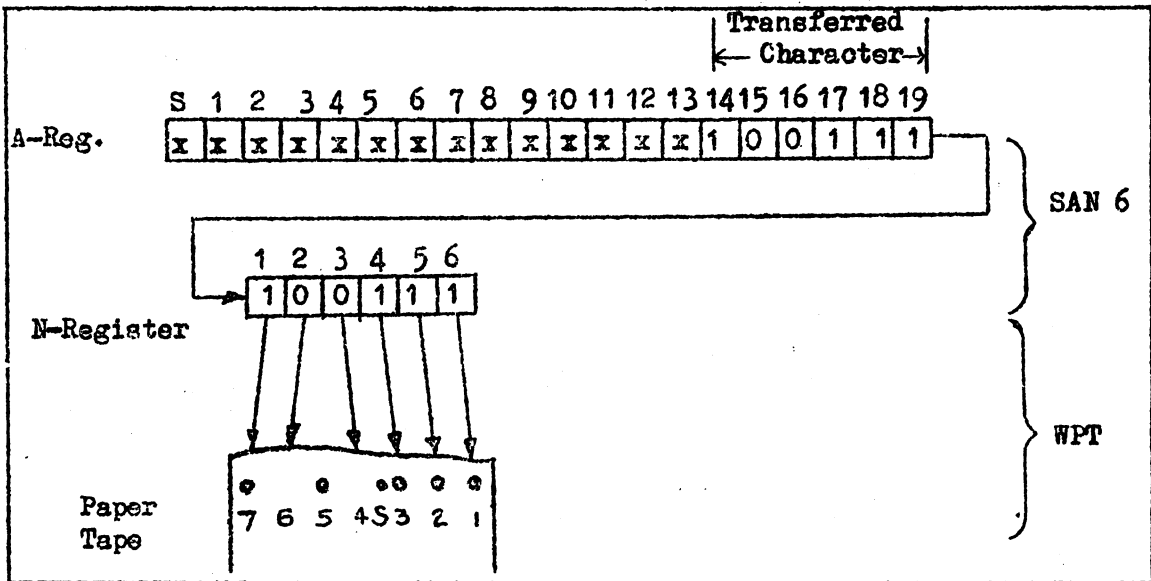 Transferred
Character
S 1 2 3 4 5 6 7 8 9 10 11 12 13 14 15 16 17 18 19
A-Reg. x x x x x x x x x x x x x x 1 0 0 1 1 1
SAN 6
1 2 3 4 5 6
1 0 0 1 1 1
N-Register
WPT
Paper
Tape
7 6 5 4 S 3 2 1